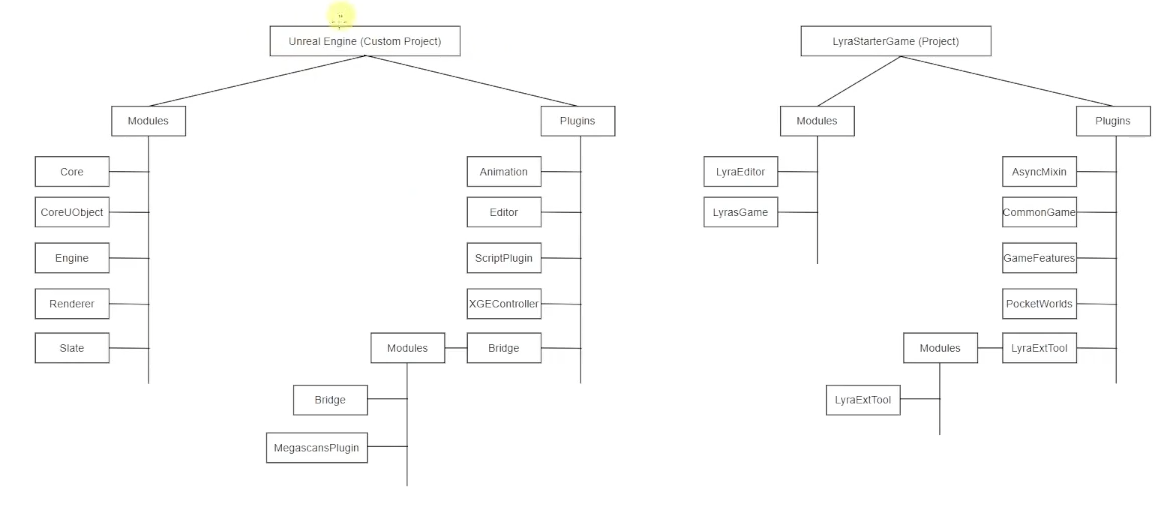 Unreal Engine (Custom Project)
LyraStarterGame (Project)
Modules
Plugins
Modules
Plugins
Core
Animation
LyraEditor
AsyncMixin
CoreUObject
Editor
LyrasGame
CommonGame
Engine
ScriptPlugin
GameFeatures
Renderer
XGEController
PocketWorlds
Slate
Modules
Bridge
Modules
LyraExtTool
Bridge
LyraExtTool
MegascansPlugin